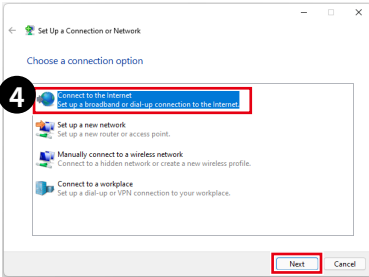 Set Up a Connection or Network
Choose a connection option
4
Connect to the Internet
Set up a broadband or dial-up connection to the Internet.
Set up a new network
Set up a new router or access point.
Manually connect to a wireless network
Connect to a hidden network or create a new wireless profile.
Connect to a workplace
Set up a dial-up or VPN connection to your workplace.
Next Cancel